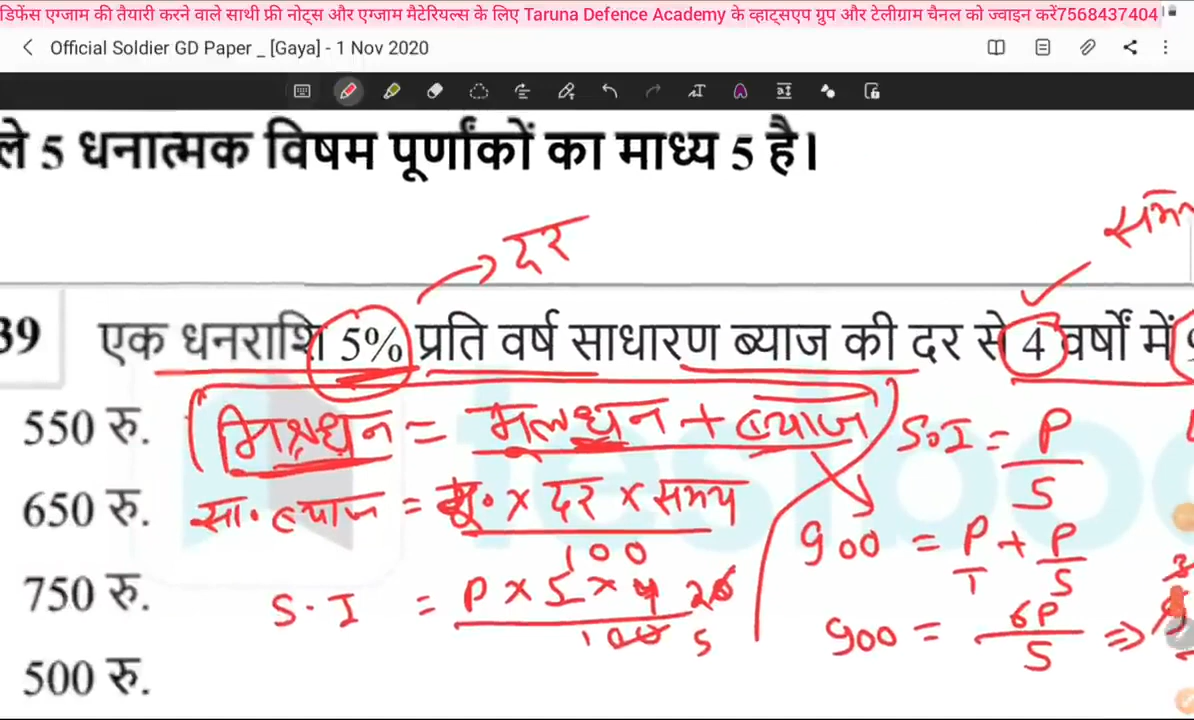 डिफेंस एग्जाम की तैयारी करने वाले साथी फ्री नोट्स और एग्जाम मैटेरियल्स के लिए Taruna Defence Academy के व्हाट्सएप ग्रुप और टेलीग्राम चैनल को ज्वाइन करें7568437404
Official Soldier GD Paper _ [Gaya] - 1 Nov 2020
ले 5 धनात्मक विषम पूर्णांकों का माध्य 5 है।
दर
39 एक धनराशि 5% प्रति वर्ष साधारण ब्याज की दर से 4 वर्षों में 9
550 रु. मिश्रधन = मूलधन + ब्याज S.I = P/5
650 रु. सा. ब्याज = मू. × दर × समय / 100
900 = P/1 + P/5
750 रु. S.I = P × 5 × 4 / 100 20 5
900 = 6P/5 ⇒
500 रु.